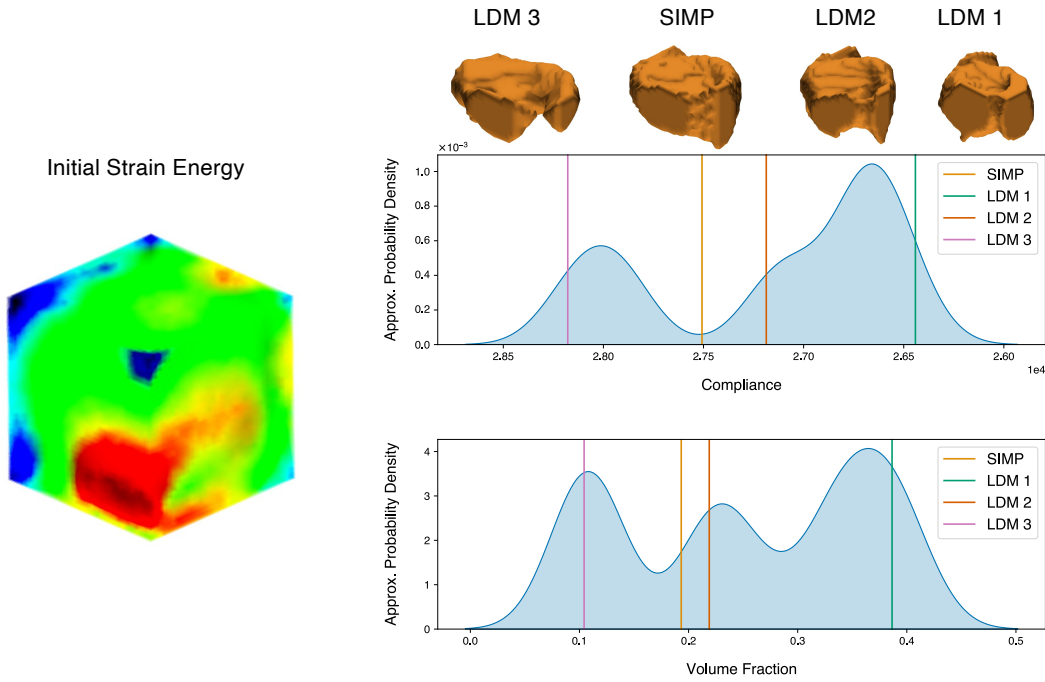 LDM 3 SIMP LDM2 LDM 1
Initial Strain Energy
×10⁻³
1.0
0.8
0.6
0.4
0.2
0.0
Approx. Probability Density
SIMP
LDM 1
LDM 2
LDM 3
2.85 2.80 2.75 2.70 2.65 2.60
1e4
Compliance
4
3
2
1
0
Approx. Probability Density
SIMP
LDM 1
LDM 2
LDM 3
0.0 0.1 0.2 0.3 0.4 0.5
Volume Fraction